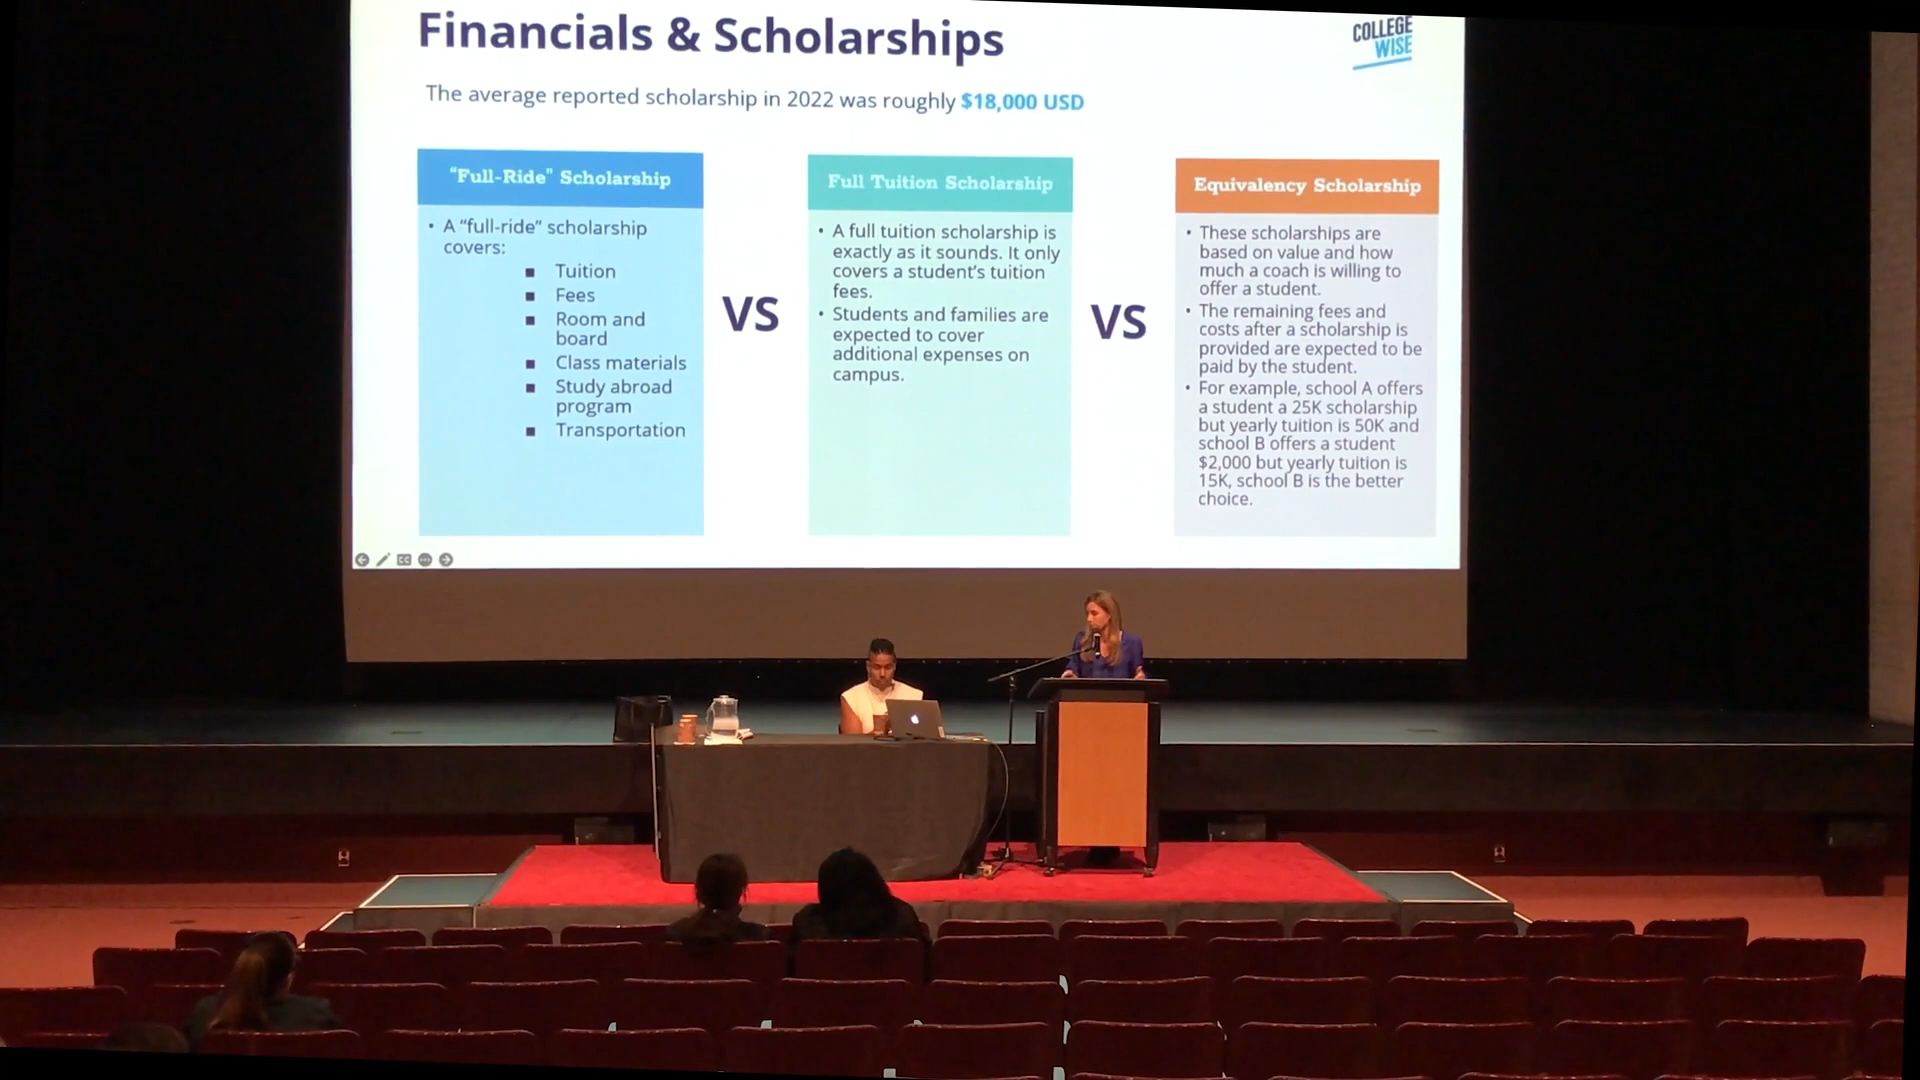 Financials & Scholarships
COLLEGE
WISE
The average reported scholarship in 2022 was roughly $18,000 USD
“Full-Ride” Scholarship
• A “full-ride” scholarship
covers:
■ Tuition
■ Fees
■ Room and
board
■ Class materials
■ Study abroad
program
■ Transportation
VS
Full Tuition Scholarship
• A full tuition scholarship is
exactly as it sounds. It only
covers a student’s tuition
fees.
• Students and families are
expected to cover
additional expenses on
campus.
VS
Equivalency Scholarship
• These scholarships are
based on value and how
much a coach is willing to
offer a student.
• The remaining fees and
costs after a scholarship is
provided are expected to be
paid by the student.
• For example, school A offers
a student a 25K scholarship
but yearly tuition is 50K and
school B offers a student
$2,000 but yearly tuition is
15K, school B is the better
choice.